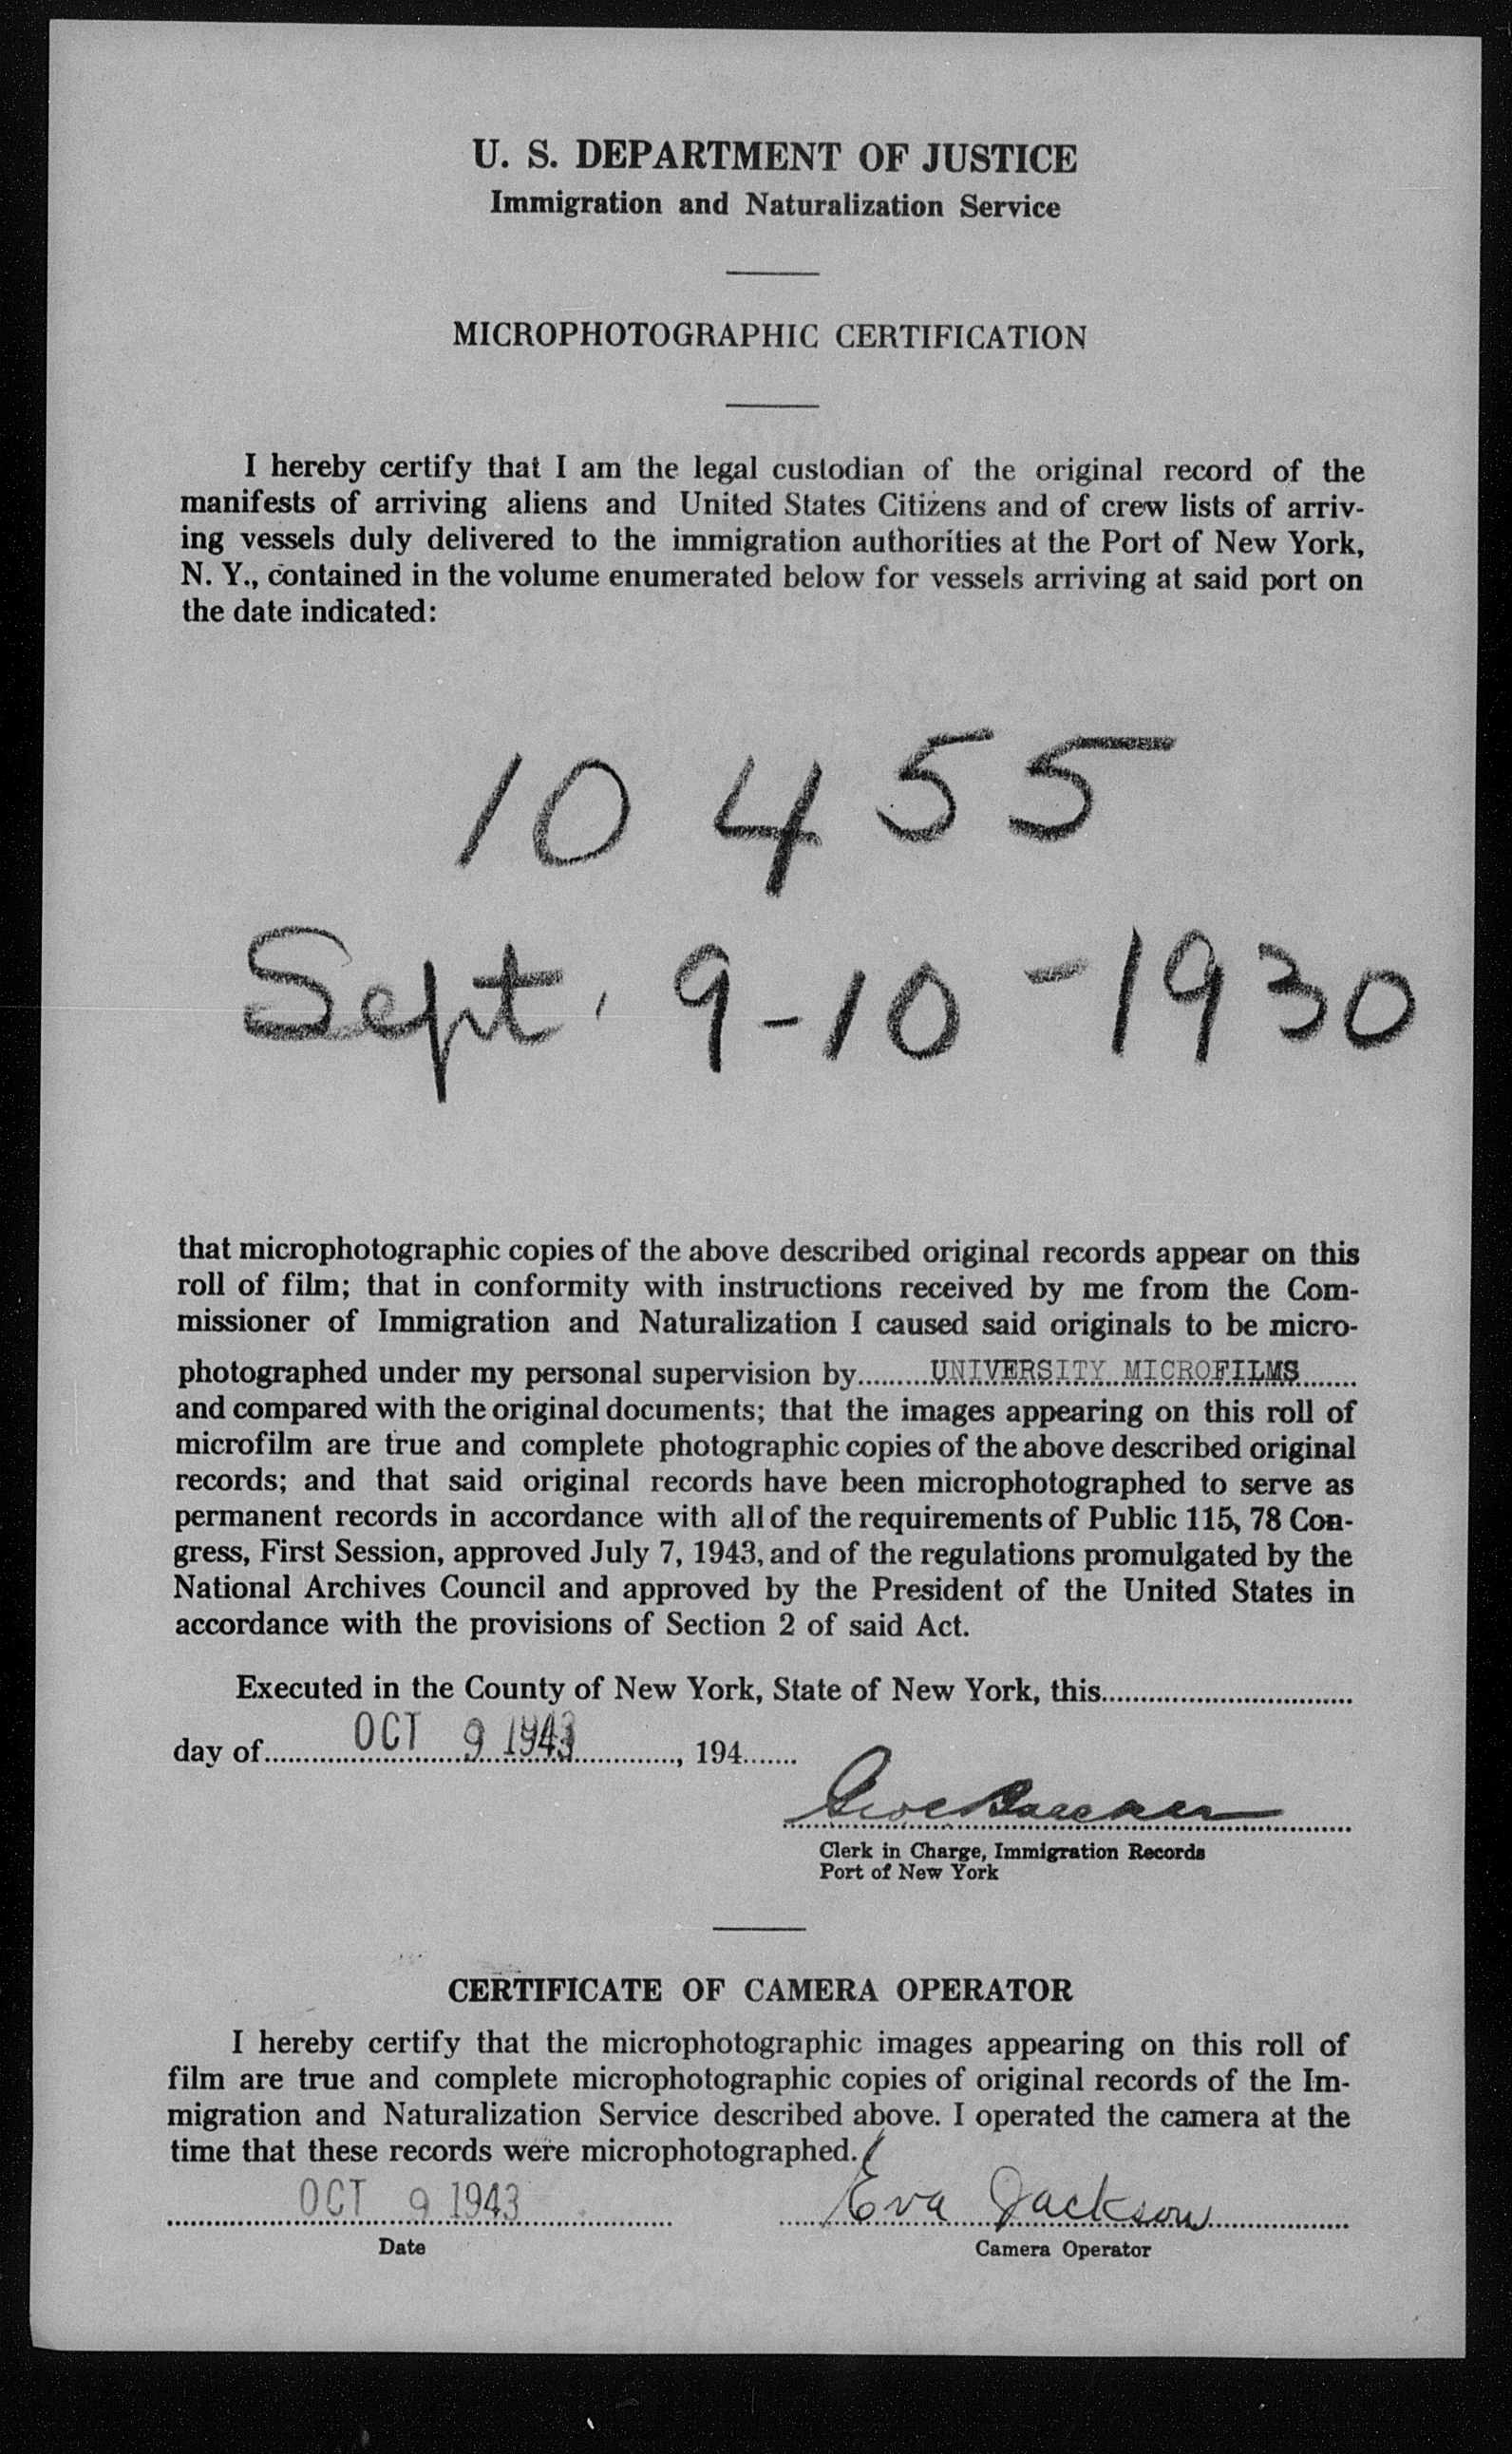 U. S. DEPARTMENT OF JUSTICE
Immigration and Naturalization Service
MICROPHOTOGRAPHIC CERTIFICATION
I hereby certify that I am the legal custodian of the original record of the
manifests of arriving aliens and United States Citizens and of crew lists of arriv-
ing vessels duly delivered to the immigration authorities at the Port of New York,
N. Y., contained in the volume enumerated below for vessels arriving at said port on
the date indicated:
10455
Sept. 9-10-1930
that microphotographic copies of the above described original records appear on this
roll of film; that in conformity with instructions received by me from the Com-
missioner of Immigration and Naturalization I caused said originals to be micro-
photographed under my personal supervision by UNIVERSITY MICROFILMS
and compared with the original documents; that the images appearing on this roll of
microfilm are true and complete photographic copies of the above described original
records; and that said original records have been microphotographed to serve as
permanent records in accordance with all of the requirements of Public 115, 78 Con-
gress, First Session, approved July 7, 1943, and of the regulations promulgated by the
National Archives Council and approved by the President of the United States in
accordance with the provisions of Section 2 of said Act.
Executed in the County of New York, State of New York, this
day of OCT 9 1943, 194
Clerk in Charge, Immigration Records
Port of New York
CERTIFICATE OF CAMERA OPERATOR
I hereby certify that the microphotographic images appearing on this roll of
film are true and complete microphotographic copies of original records of the Im-
migration and Naturalization Service described above. I operated the camera at the
time that these records were microphotographed.
OCT 9 1943 Eva Jackson
Date Camera Operator